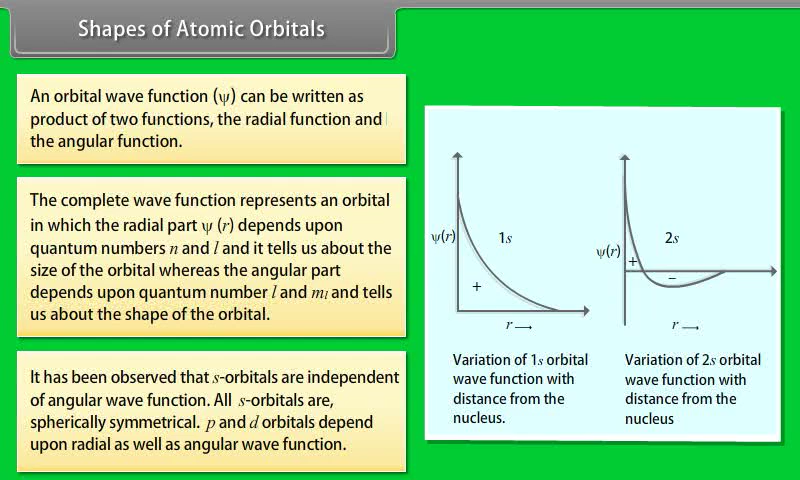 Shapes of Atomic Orbitals
An orbital wave function (ψ) can be written as
product of two functions, the radial function and
the angular function.
The complete wave function represents an orbital
in which the radial part ψ (r) depends upon
quantum numbers n and l and it tells us about the
size of the orbital whereas the angular part
depends upon quantum number l and mₗ and tells
us about the shape of the orbital.
It has been observed that s-orbitals are independent
of angular wave function. All s-orbitals are,
spherically symmetrical. p and d orbitals depend
upon radial as well as angular wave function.
ψ(r)
1s
+
r →
Variation of 1s orbital
wave function with
distance from the
nucleus.
ψ(r)
2s
+
−
r →
Variation of 2s orbital
wave function with
distance from the
nucleus